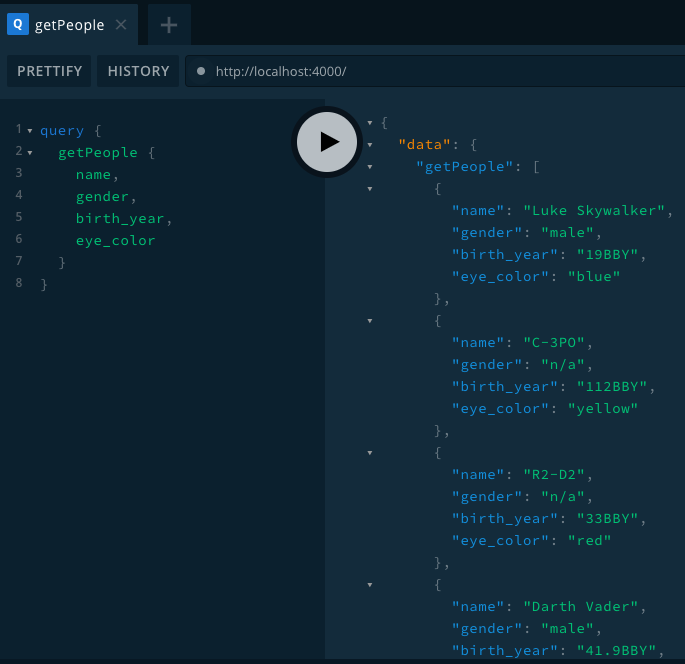 Q getPeople ×
PRETTIFY HISTORY http://localhost:4000/
1 query {
2 getPeople {
3 name,
4 gender,
5 birth_year,
6 eye_color
7 }
8 }
{
"data": {
"getPeople": [
{
"name": "Luke Skywalker",
"gender": "male",
"birth_year": "19BBY",
"eye_color": "blue"
},
{
"name": "C-3PO",
"gender": "n/a",
"birth_year": "112BBY",
"eye_color": "yellow"
},
{
"name": "R2-D2",
"gender": "n/a",
"birth_year": "33BBY",
"eye_color": "red"
},
{
"name": "Darth Vader",
"gender": "male",
"birth_year": "41.9BBY",